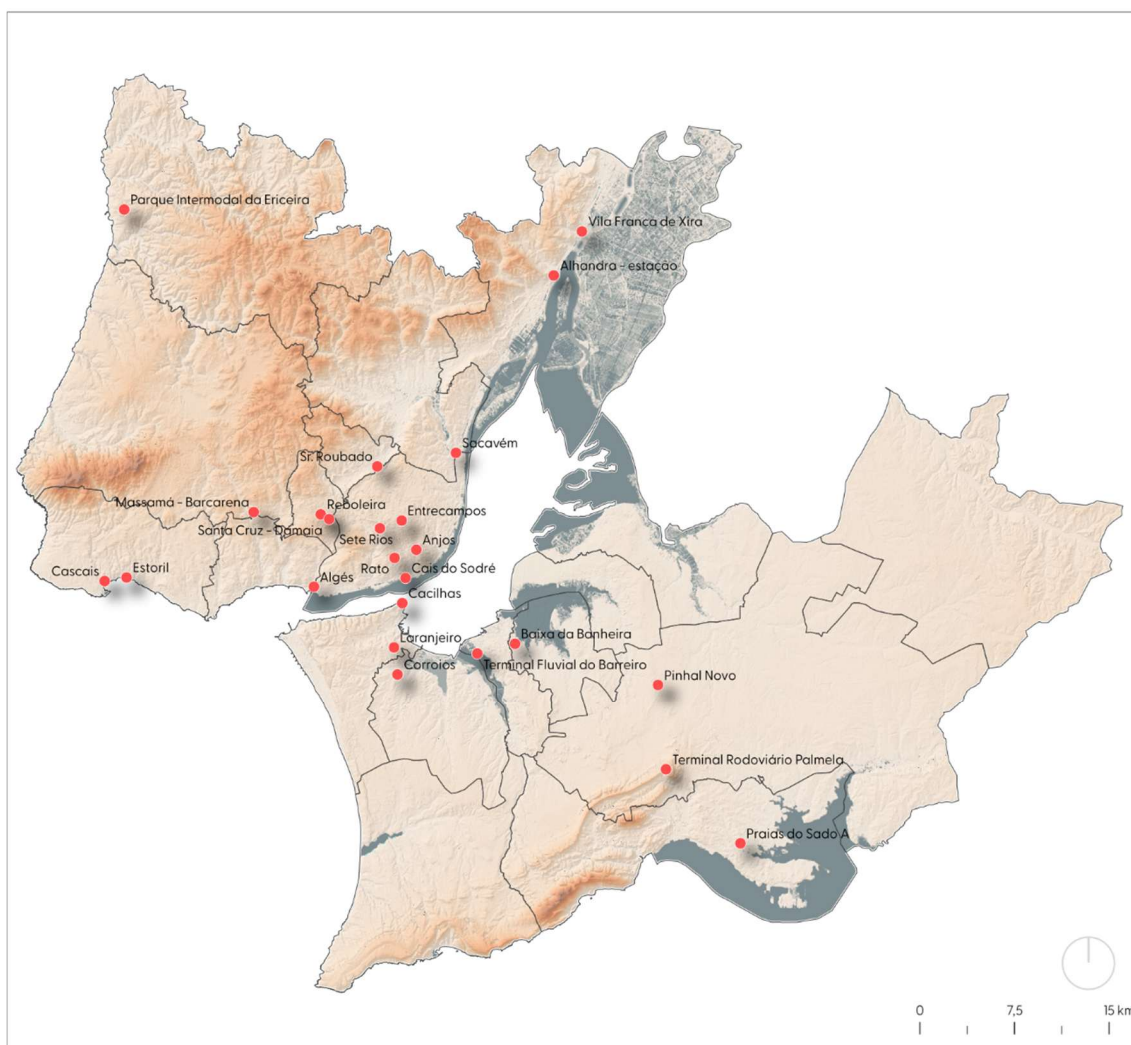 Parque Intermodal da Ericeira
Vila Franca de Xira
Alhandra - estação
Sacavém
Sr. Roubado
Massamá - Barcarena
Reboleira
Santa Cruz - Damaia
Entrecampos
Sete Rios
Anjos
Rato
Cais do Sodré
Cascais
Estoril
Algés
Cacilhas
Laranjeiro
Baixa da Banheira
Corroios
Terminal Fluvial do Barreiro
Pinhal Novo
Terminal Rodoviário Palmela
Praias do Sado A
0 7,5 15 km